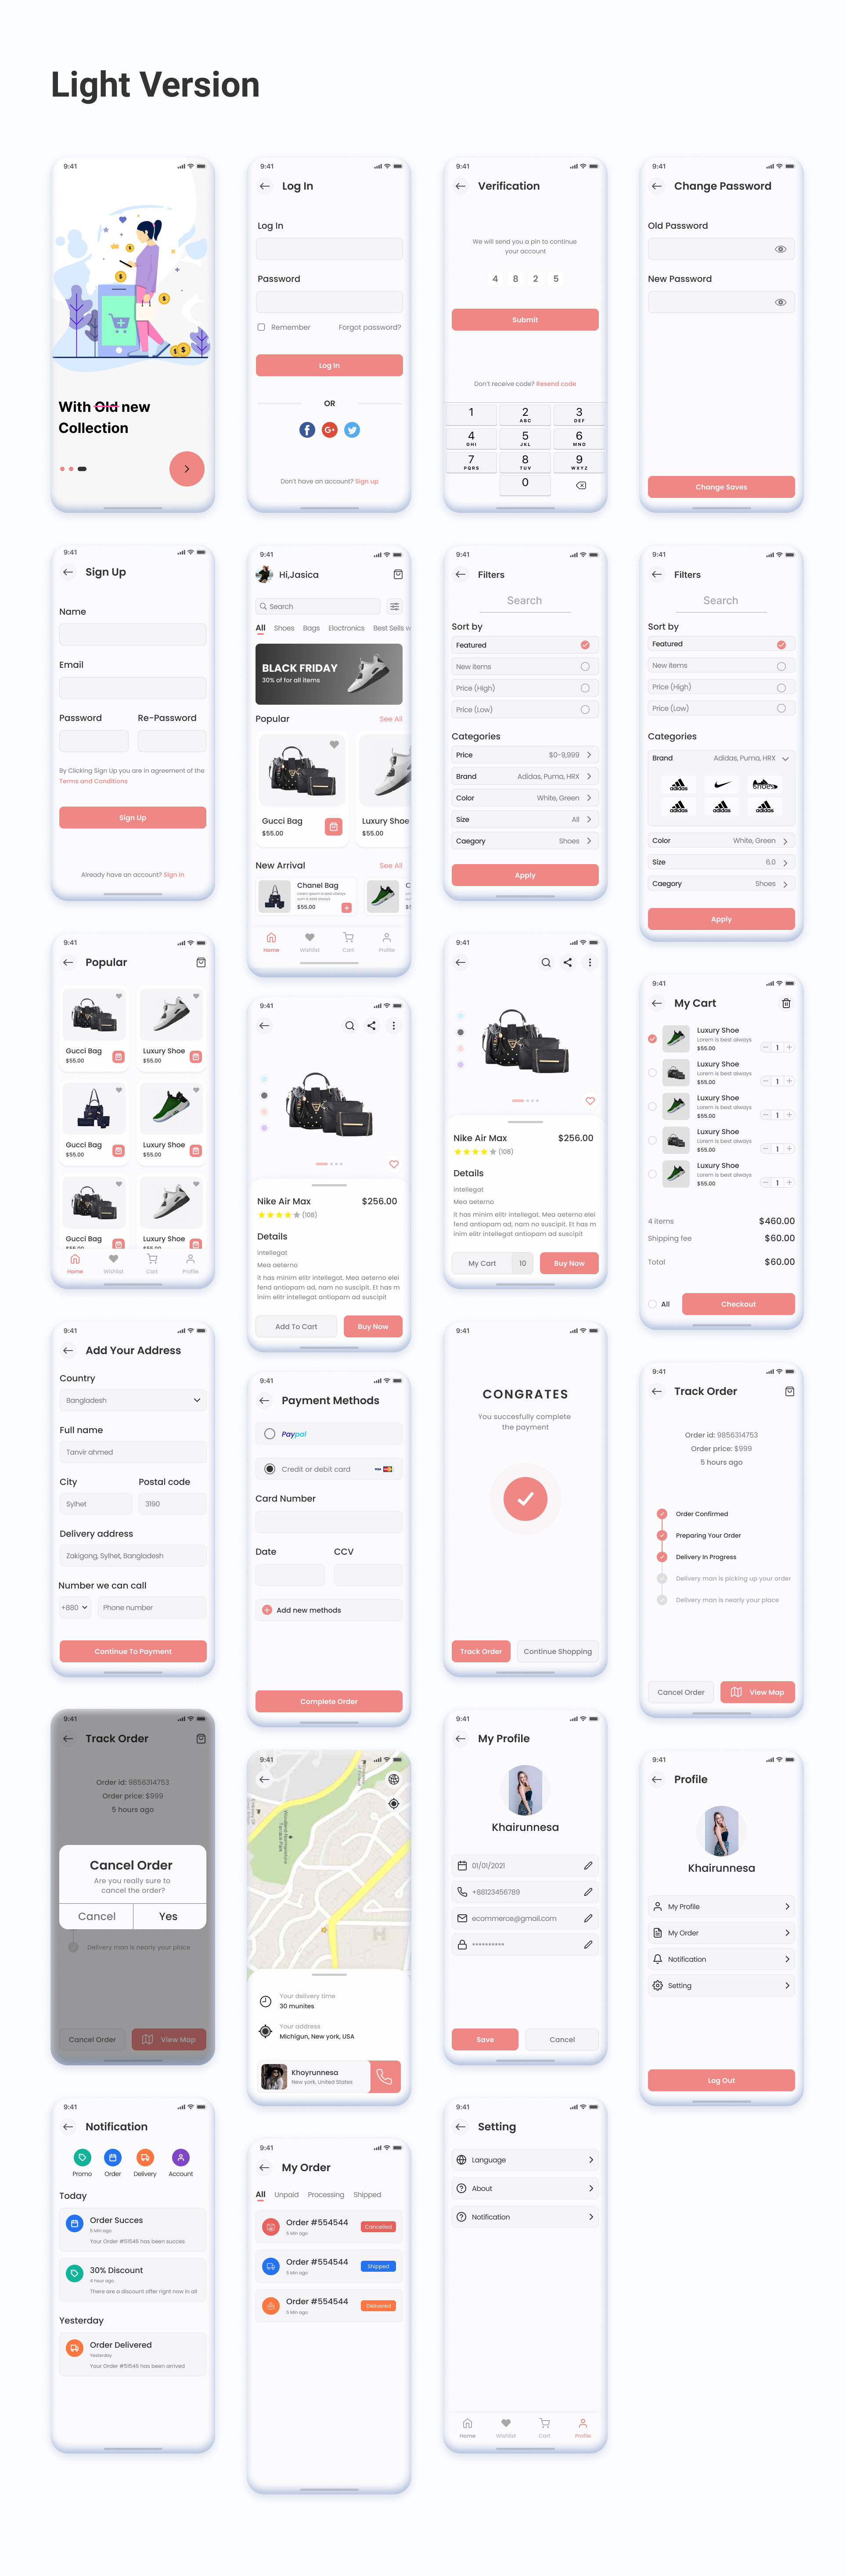 Light Version
9:41
With Old new
Collection
9:41
Log In
Log In
Password
Remember
Forgot password?
Log In
OR
Don't have an account? Sign up
9:41
Verification
We will send you a pin to continue
your account
4 8 2 5
Submit
Don't receive code? Resend code
1
2
ABC
3
DEF
4
GHI
5
JKL
6
MNO
7
PQRS
8
TUV
9
WXYZ
0
9:41
Change Password
Old Password
New Password
Change Saves
9:41
Sign Up
Name
Email
Password
Re-Password
By Clicking Sign Up you are in agreement of the
Terms and Conditions
Sign Up
Already have an account? Sign in
9:41
Hi,Jasica
Search
All Shoes Bags Eloctronics Best Sells w
BLACK FRIDAY
30% of for all items
Popular
See All
Gucci Bag
$55.00
Luxury Shoe
$55.00
New Arrival
See All
Chanel Bag
Lorem ipsum is best always
such is best always
$55.00
Home
Wishlist
Cart
Profile
9:41
Filters
Search
Sort by
Featured
New items
Price (High)
Price (Low)
Categories
Price $0-9,999
Brand Adidas, Puma, HRX
Color White, Green
Size All
Caegory Shoes
Apply
9:41
Filters
Search
Sort by
Featured
New items
Price (High)
Price (Low)
Categories
Brand Adidas, Puma, HRX
adidas
shoes
adidas
adidas
adidas
Color White, Green
Size 6.0
Caegory Shoes
Apply
9:41
Popular
Gucci Bag
$55.00
Luxury Shoe
$55.00
Gucci Bag
$55.00
Luxury Shoe
$55.00
Gucci Bag
$55.00
Luxury Shoe
$55.00
Home
Wishlist
Cart
Profile
9:41
Nike Air Max $256.00
(108)
Details
intellegat
Mea aeterno
it has minim elitr intellegat. Mea aeterno elei
fend antiopam ad, nam no suscipit. Et has m
inim elitr intellegat antiopam ad suscipit
Add To Cart
Buy Now
9:41
Nike Air Max $256.00
(108)
Details
intellegat
Mea aeterno
it has minim elitr intellegat. Mea aeterno elei
fend antiopam ad, nam no suscipit. Et has m
inim elitr intellegat antiopam ad suscipit
My Cart 10
Buy Now
9:41
My Cart
Luxury Shoe
Lorem is best always
$55.00
1
Luxury Shoe
Lorem is best always
$55.00
1
Luxury Shoe
Lorem is best always
$55.00
1
Luxury Shoe
Lorem is best always
$55.00
1
Luxury Shoe
Lorem is best always
$55.00
1
4 items $460.00
Shipping fee $60.00
Total $60.00
All
Checkout
9:41
Add Your Address
Country
Bangladesh
Full name
Tanvir ahmed
City
Postal code
Sylhet
3190
Delivery address
Zakigong, Sylhet, Bangladesh
Number we can call
+880
Phone number
Continue To Payment
9:41
Payment Methods
Paypal
Credit or debit card
Card Number
Date
CCV
Add new methods
Complete Order
9:41
CONGRATES
You succesfully complete
the payment
Track Order
Continue Shopping
9:41
Track Order
Order id: 9856314753
Order price: $999
5 hours ago
Order Confirmed
Preparing Your Order
Delivery In Progress
Delivery man is picking up your order
Delivery man is nearly your place
Cancel Order
View Map
9:41
Track Order
Order id: 9856314753
Order price: $999
5 hours ago
Cancel Order
Are you really sure to
cancel the order?
Cancel
Yes
Delivery man is nearly your place
Cancel Order
View Map
9:41
Your delivery time
30 munites
Your address
Michigun, New york, USA
Khoyrunnesa
New york, United States
9:41
My Profile
Khairunnesa
01/01/2021
+88123456789
ecommerce@gmail.com
**********
Save
Cancel
9:41
Profile
Khairunnesa
My Profile
My Order
Notification
Setting
Log Out
9:41
Notification
Promo
Order
Delivery
Account
Today
Order Succes
5 Min ago
Your Order #51546 has been succes
30% Discount
4 hour ago
There are a discount offer right now in all
Yesterday
Order Delivered
Yesterday
Your Order #51546 has been arrived
9:41
My Order
All Unpaid Processing Shipped
Order #554544
5 Min ago
Cancelled
Order #554544
5 Min ago
Shipped
Order #554544
5 Min ago
Delivered
9:41
Setting
Language
About
Notification
Home
Wishlist
Cart
Profile